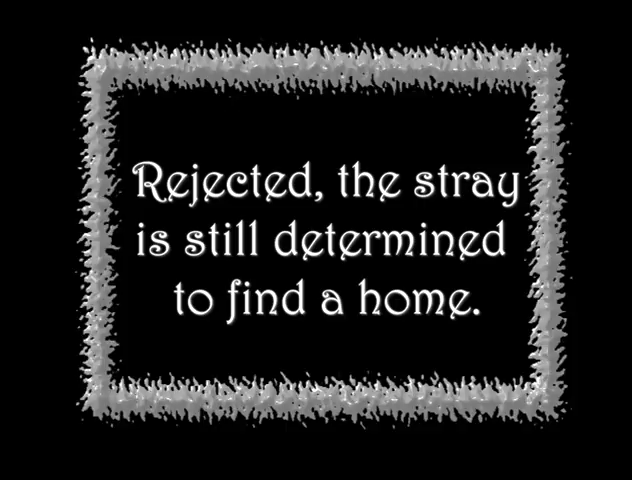 Rejected, the stray
is still determined
to find a home.